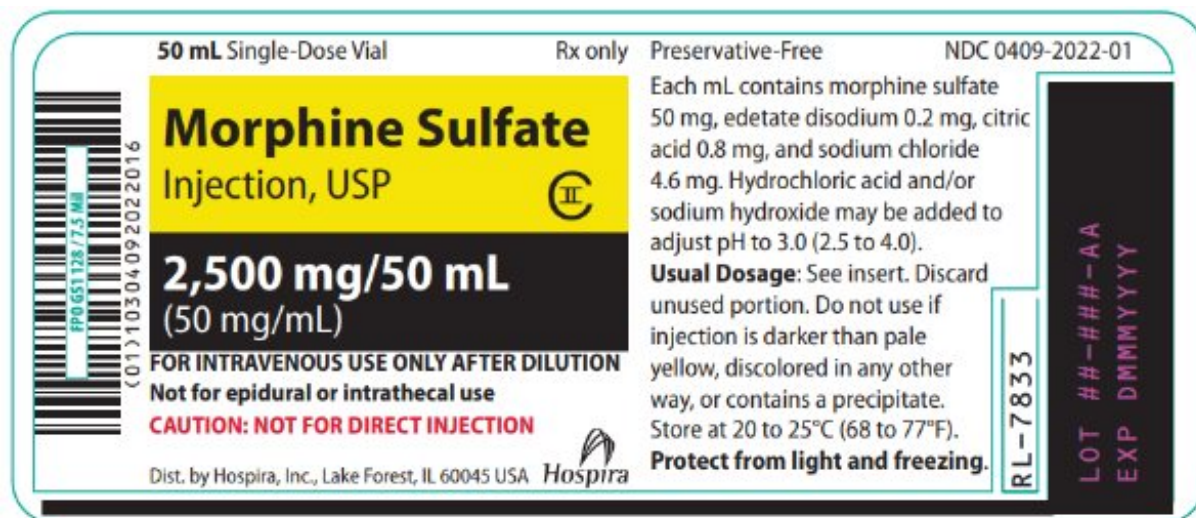 50 mL Single-Dose Vial
Rx only
Morphine Sulfate
Injection, USP
CII
2,500 mg/50 mL
(50 mg/mL)
FOR INTRAVENOUS USE ONLY AFTER DILUTION
Not for epidural or intrathecal use
CAUTION: NOT FOR DIRECT INJECTION
Dist. by Hospira, Inc., Lake Forest, IL 60045 USA
Hospira
FPO GS1 128 / 7.5 Mil
(01)10304092022016
Preservative-Free
NDC 0409-2022-01
Each mL contains morphine sulfate
50 mg, edetate disodium 0.2 mg, citric
acid 0.8 mg, and sodium chloride
4.6 mg. Hydrochloric acid and/or
sodium hydroxide may be added to
adjust pH to 3.0 (2.5 to 4.0).
Usual Dosage: See insert. Discard
unused portion. Do not use if
injection is darker than pale
yellow, discolored in any other
way, or contains a precipitate.
Store at 20 to 25°C (68 to 77°F).
Protect from light and freezing.
RL-7833
LOT ##-###-AA
EXP DMMMYYYY